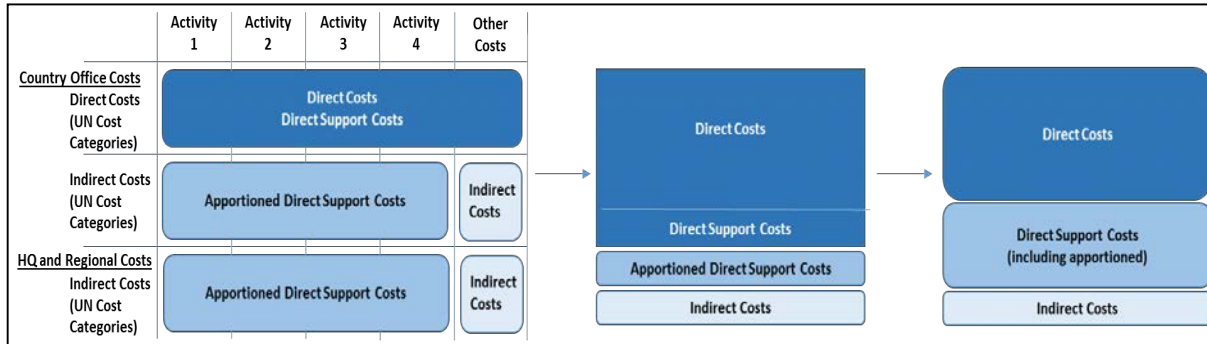 Activity 1
Activity 2
Activity 3
Activity 4
Other Costs
Country Office Costs
Direct Costs
(UN Cost
Categories)
Direct Costs
Direct Support Costs
Indirect Costs
(UN Cost
Categories)
Apportioned Direct Support Costs
Indirect
Costs
HQ and Regional Costs
Indirect Costs
(UN Cost
Categories)
Apportioned Direct Support Costs
Indirect
Costs
Direct Costs
Direct Support Costs
Apportioned Direct Support Costs
Indirect Costs
Direct Costs
Direct Support Costs
(including apportioned)
Indirect Costs